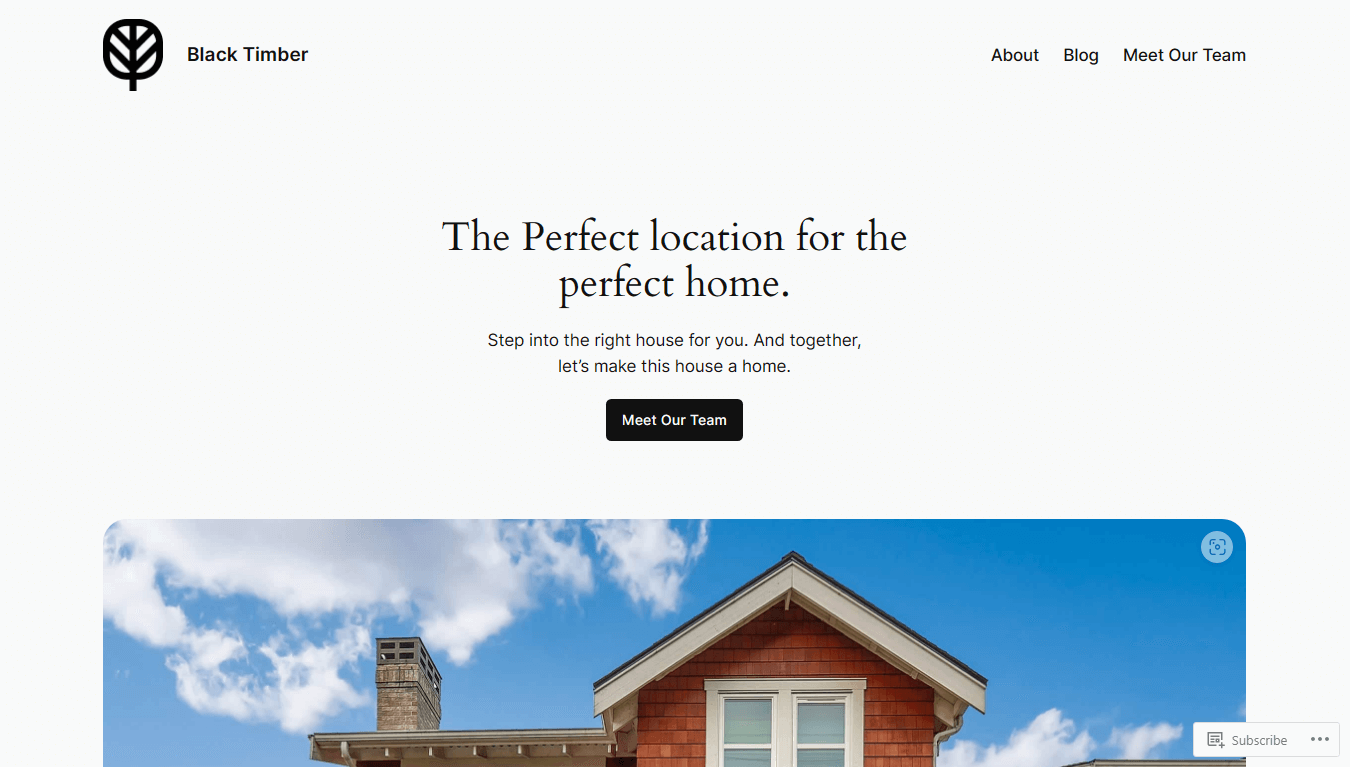 Black Timber
About Blog Meet Our Team
The Perfect location for the
perfect home.
Step into the right house for you. And together,
let’s make this house a home.
Meet Our Team
Subscribe